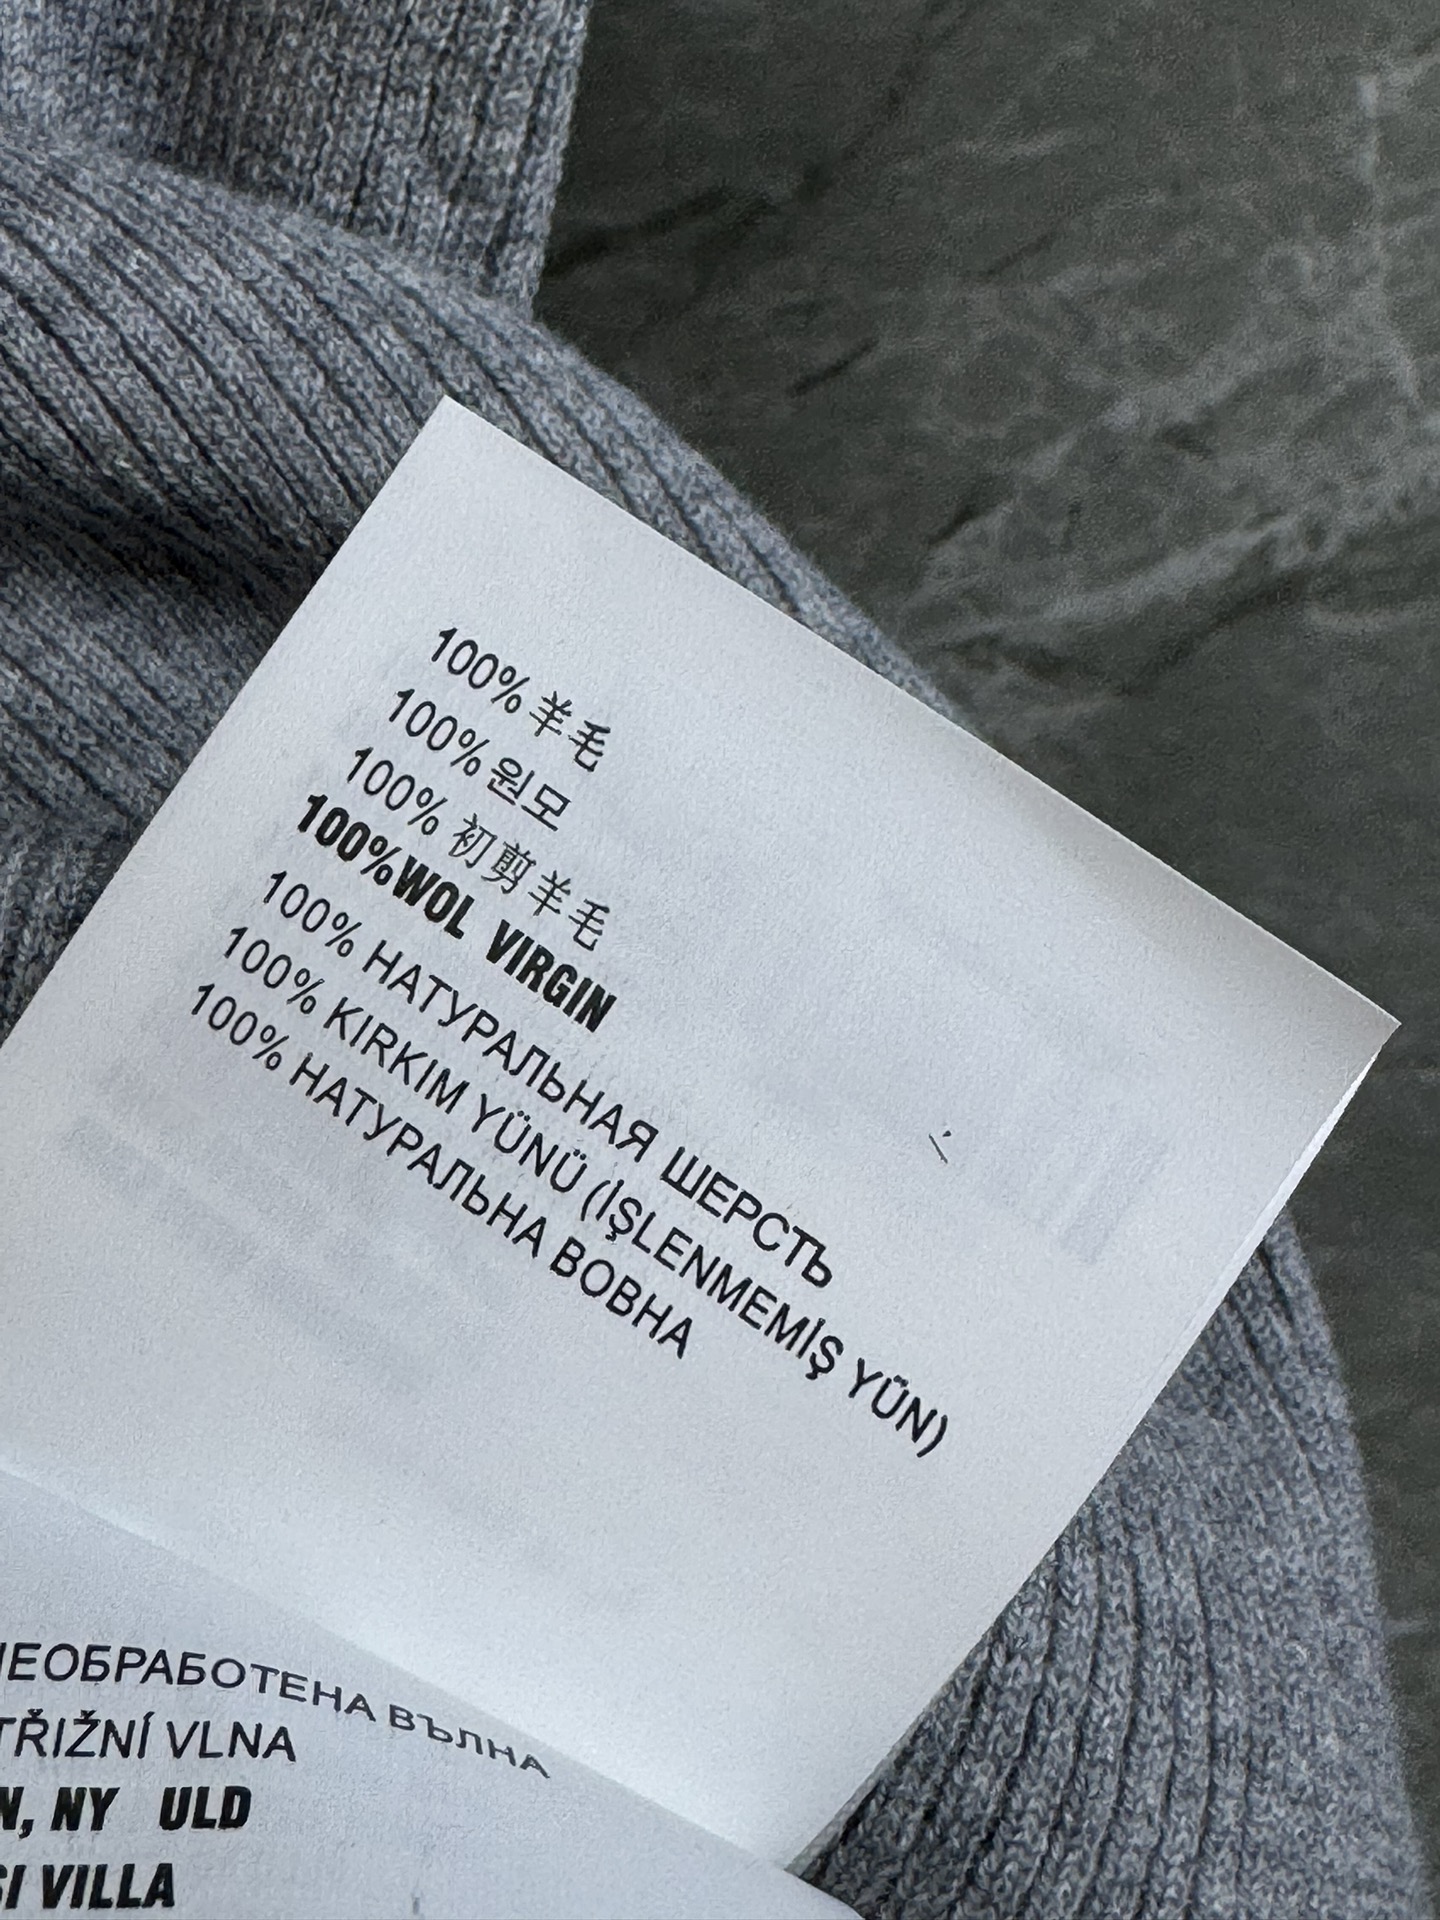 100% 羊毛
100% 원모
100% 初剪羊毛
100%WOL VIRGIN
100% НАТУРАЛЬНАЯ ШЕРСТЬ
100% KIRKIM YÜNÜ (İŞLENMEMİŞ YÜN)
100% НАТУРАЛЬНА ВОВНА
НЕОБРАБОТЕНА ВЪЛНА
TŘIŽNÍ VLNA
N, NY ULD
SI VILLA